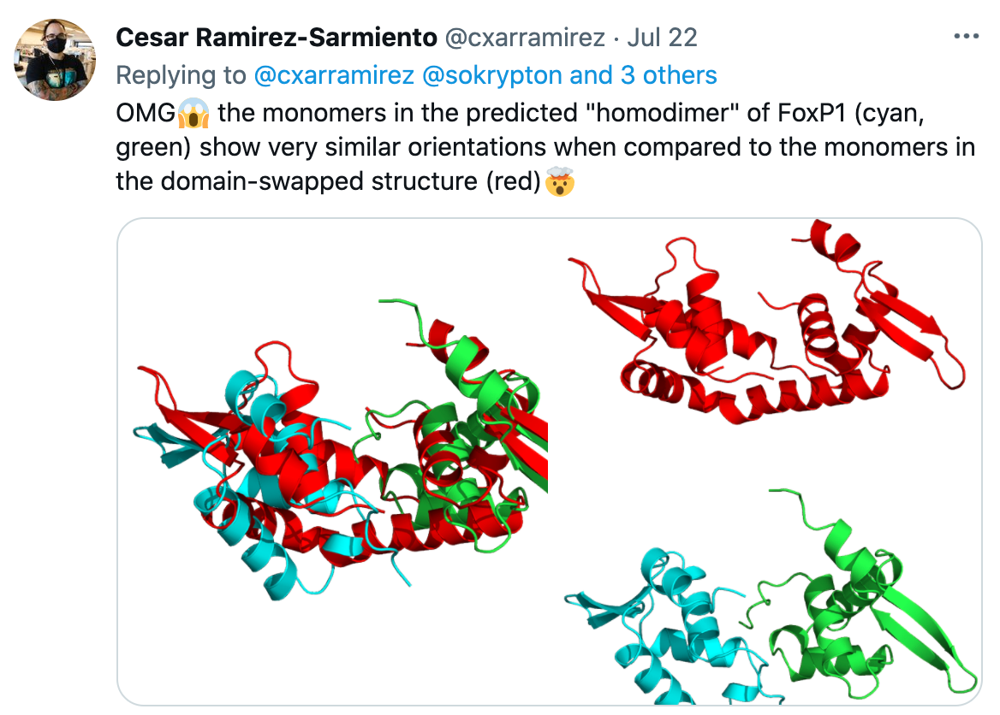 Cesar Ramirez-Sarmiento @cxarramirez · Jul 22
Replying to @cxarramirez @sokrypton and 3 others
OMG😱 the monomers in the predicted "homodimer" of FoxP1 (cyan,
green) show very similar orientations when compared to the monomers in
the domain-swapped structure (red)🤯